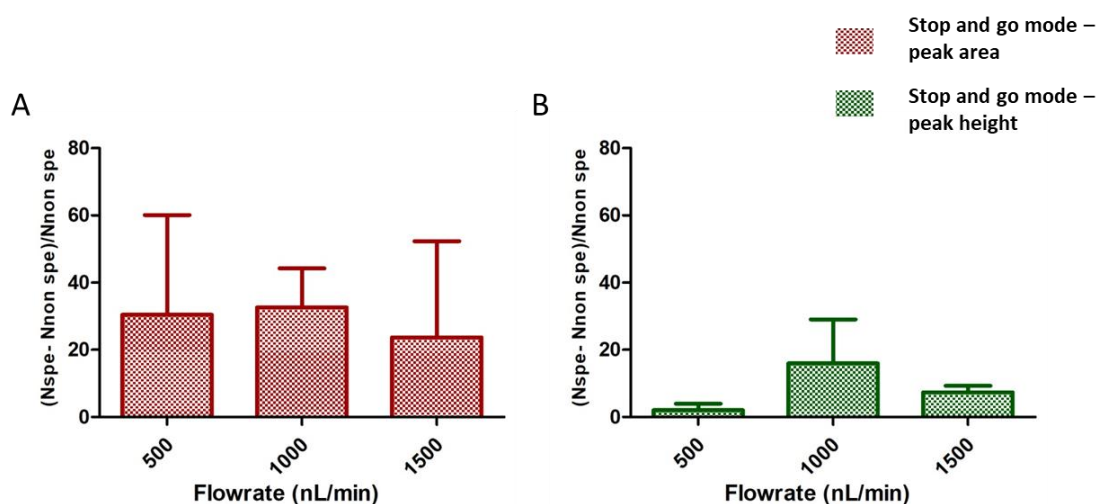 Stop and go mode –
peak area
Stop and go mode –
peak height
A
(Nspe- Nnon spe)/Nnon spe
80
60
40
20
0
500
1000
1500
Flowrate (nL/min)
B
(Nspe- Nnon spe)/Nnon spe
80
60
40
20
0
500
1000
1500
Flowrate (nL/min)